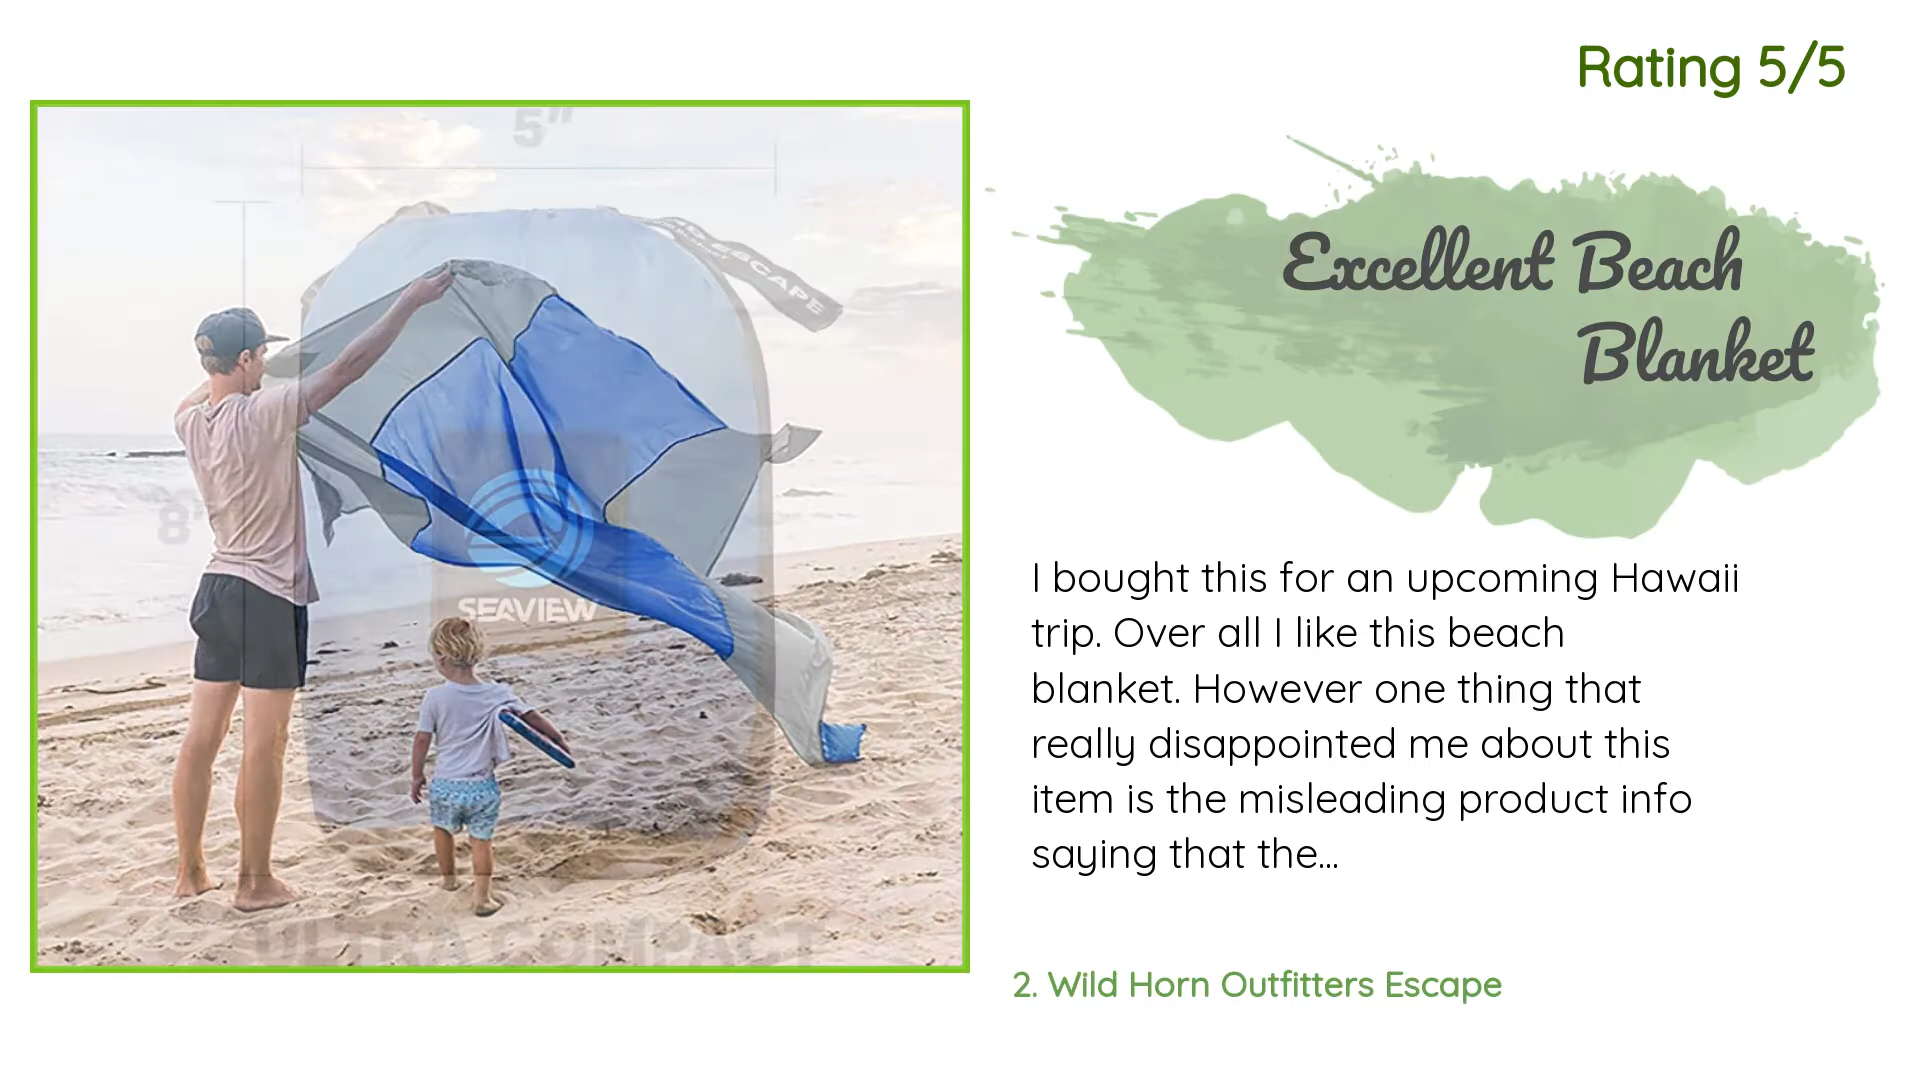 Rating 5/5
5"
Excellent Beach
Blanket
8"
SEAVIEW
I bought this for an upcoming Hawaii
trip. Over all I like this beach
blanket. However one thing that
really disappointed me about this
item is the misleading product info
saying that the...
ULTRA COMPACT
2. Wild Horn Outfitters Escape